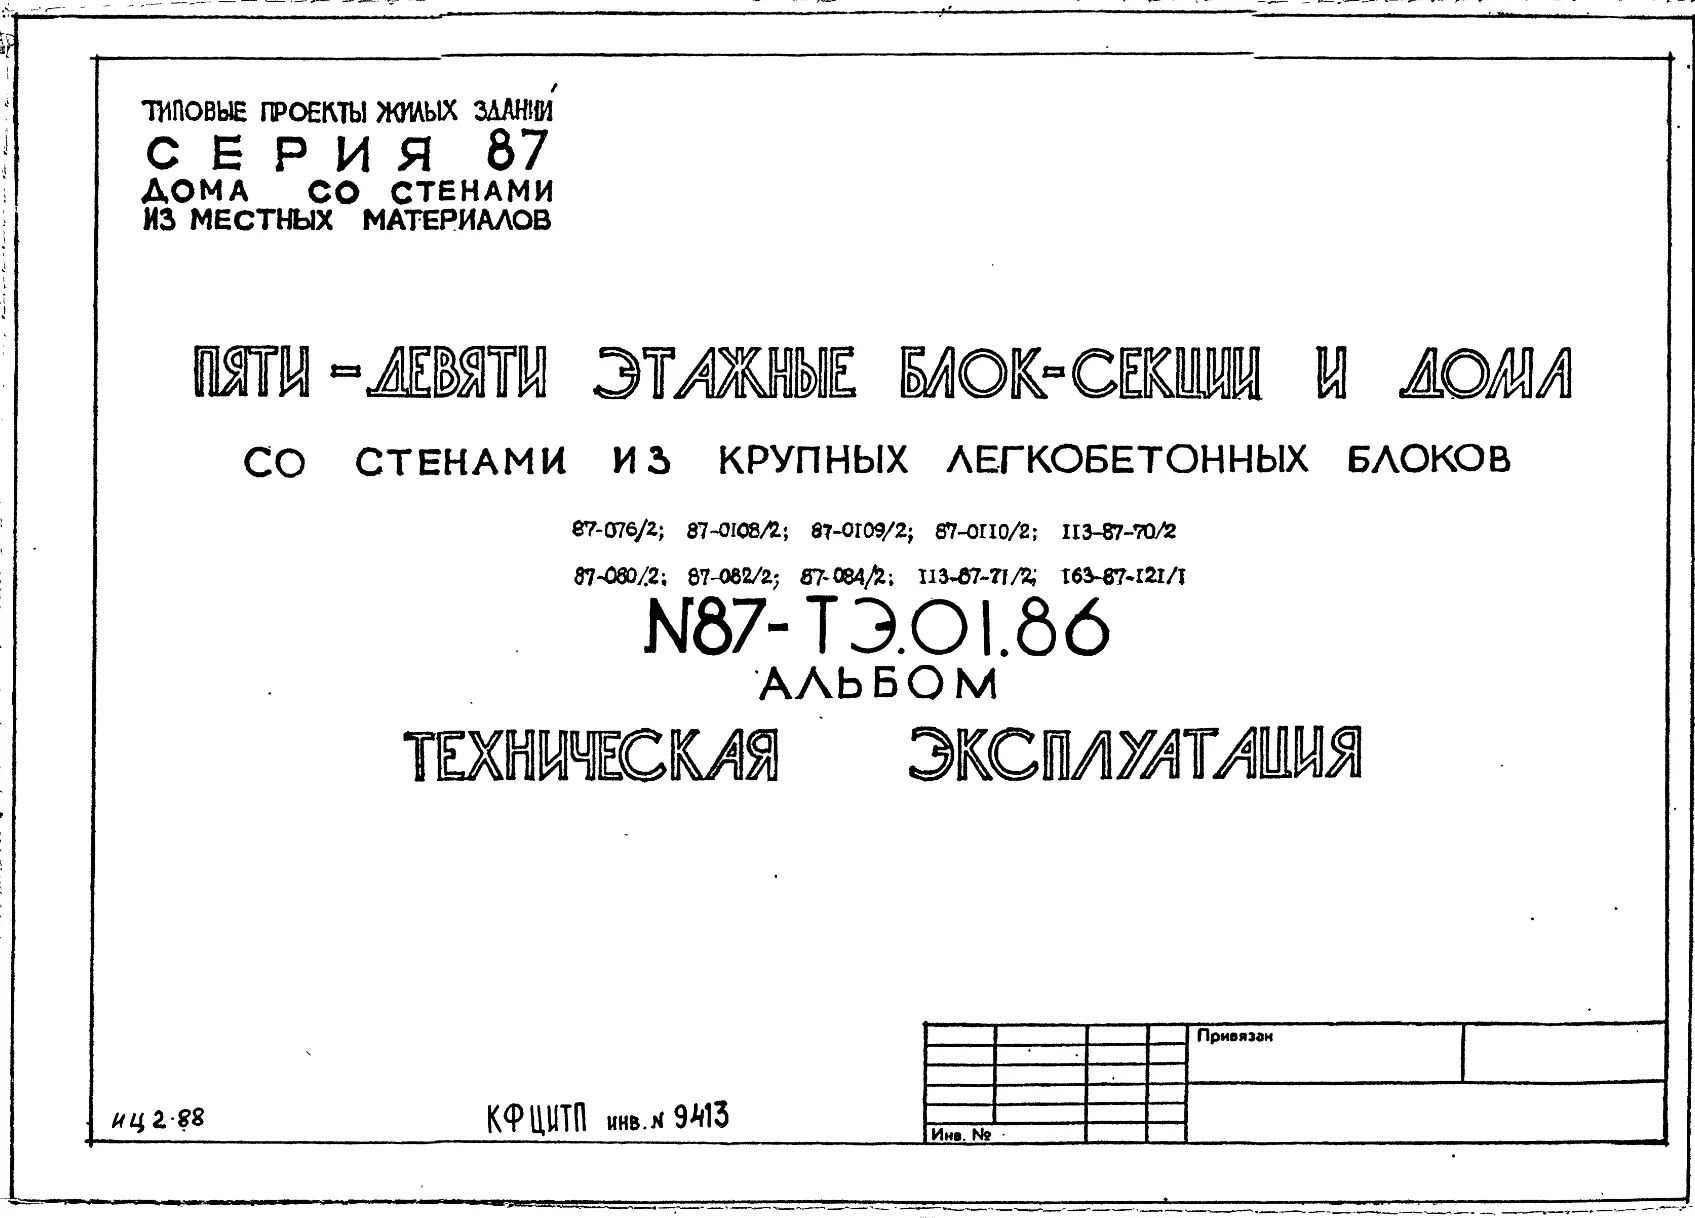 ТИПОВЫЕ ПРОЕКТЫ ЖИЛЫХ ЗДАНИЙ
СЕРИЯ 87
ДОМА СО СТЕНАМИ
ИЗ МЕСТНЫХ МАТЕРИАЛОВ
ПЯТИ=ДЕВЯТИ ЭТАЖНЫЕ БЛОК-СЕКЦИИ И ДОМА
СО СТЕНАМИ ИЗ КРУПНЫХ ЛЕГКОБЕТОННЫХ БЛОКОВ
87-076/2; 87-0108/2; 87-0109/2; 87-0110/2; 113-87-70/2
87-080/2; 87-082/2; 87-084/2; 113-87-71/2; 163-87-121/1
N87-ТЭ.01.86
АЛЬБОМ
ТЕХНИЧЕСКАЯ ЭКСПЛУАТАЦИЯ
Привязан
Инв. №
ИЦ 2-88
КФ ЦИТП инв. N 9413